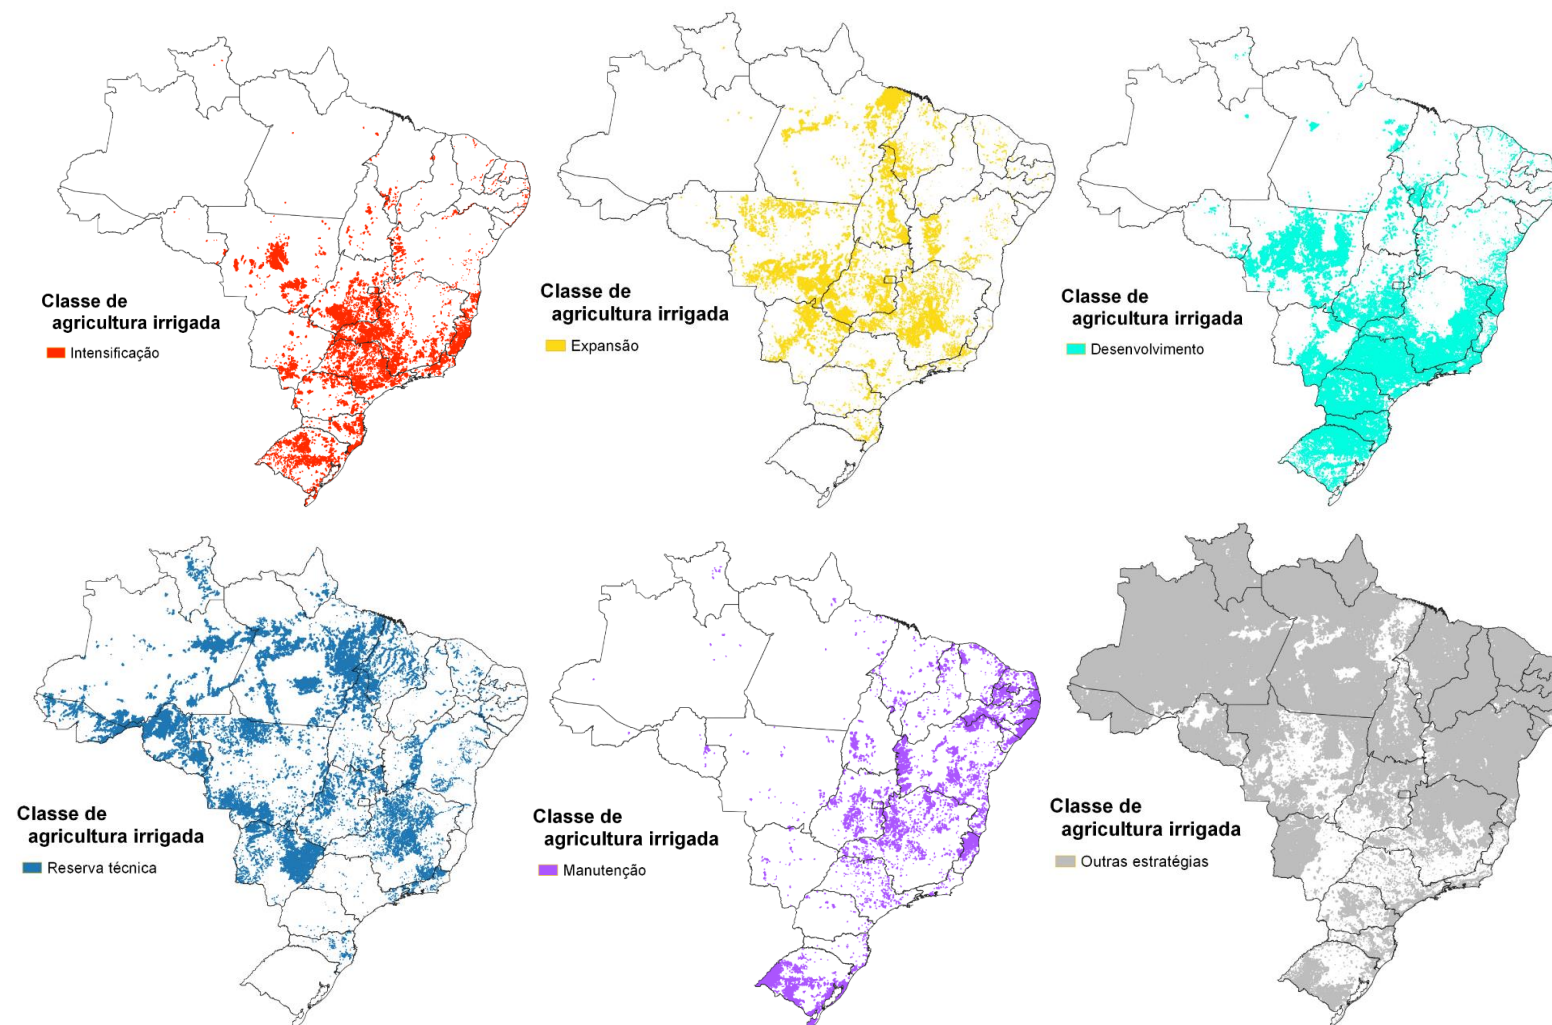 Classe de
agricultura irrigada
Intensificação
Classe de
agricultura irrigada
Expansão
Classe de
agricultura irrigada
Desenvolvimento
Classe de
agricultura irrigada
Reserva técnica
Classe de
agricultura irrigada
Manutenção
Classe de
agricultura irrigada
Outras estratégias